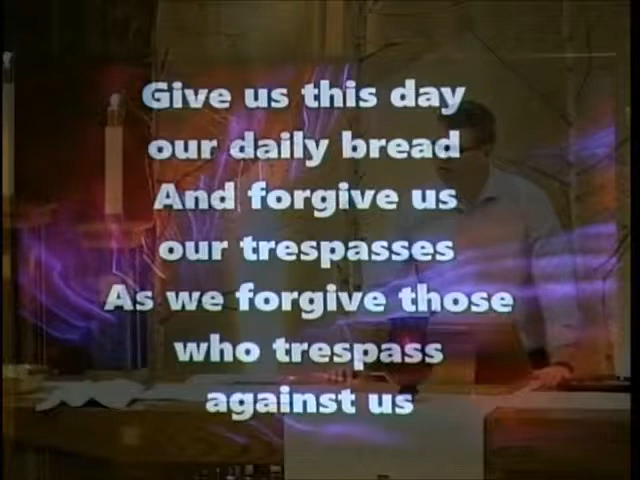 Give us this day
our daily bread
And forgive us
our trespasses
As we forgive those
who trespass
against us